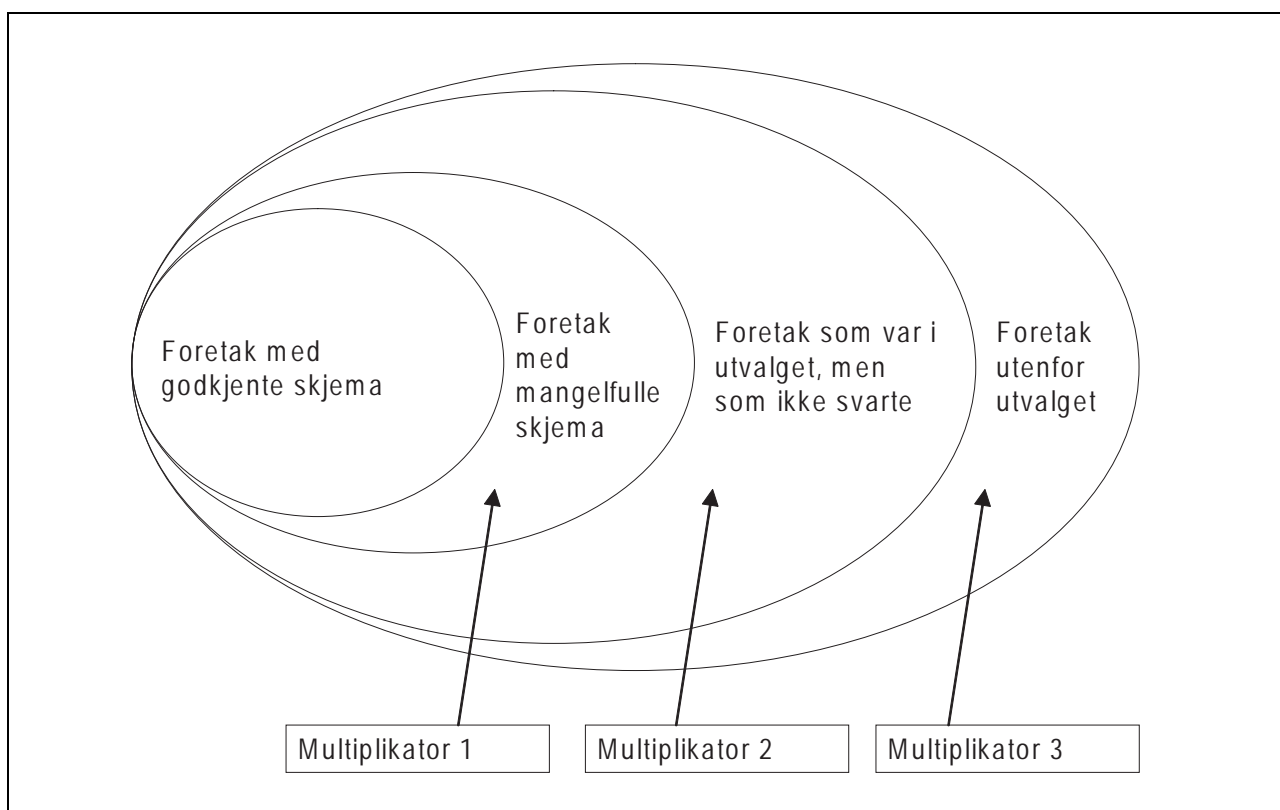 Foretak med
godkjente skjema
Foretak
med
mangelfulle
skjema
Foretak som var i
utvalget, men
som ikke svarte
Foretak
utenfor
utvalget
Multiplikator 1
Multiplikator 2
Multiplikator 3